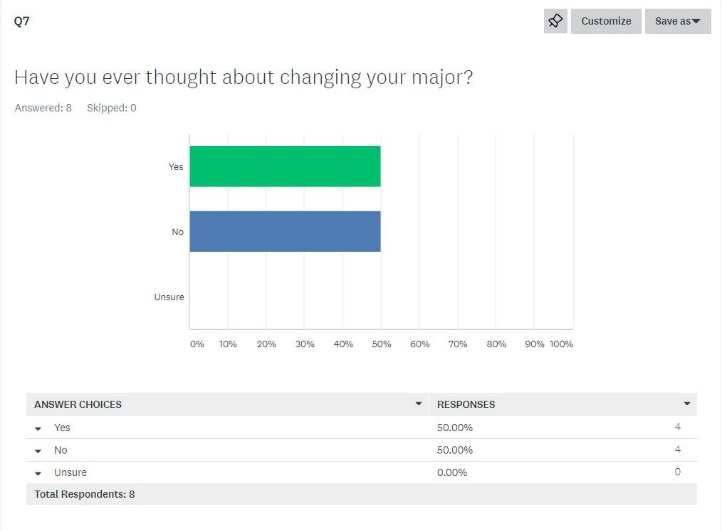 Q7
Customize
Save as
Have you ever thought about changing your major?
Answered: 8 Skipped: 0
Yes
No
Unsure
0% 10% 20% 30% 40% 50% 60% 70% 80% 90% 100%
ANSWER CHOICES RESPONSES
Yes 50.00% 4
No 50.00% 4
Unsure 0.00% 0
Total Respondents: 8